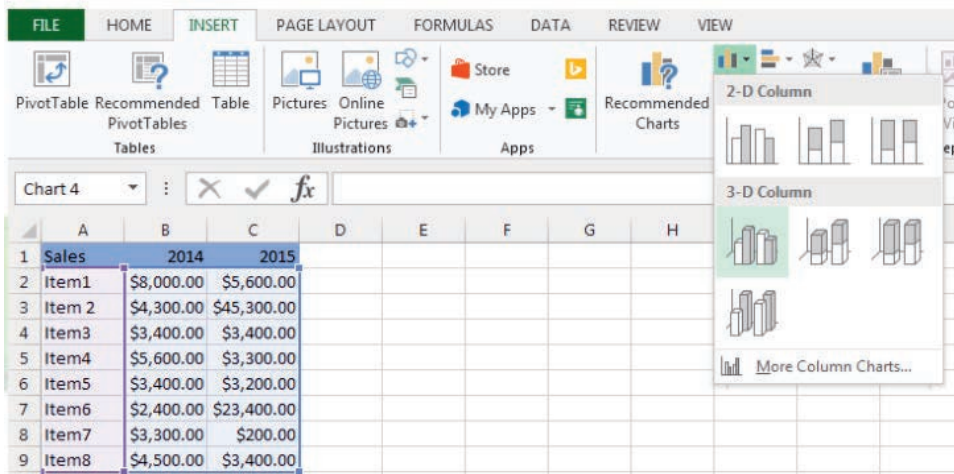 FILE HOME INSERT PAGE LAYOUT FORMULAS DATA REVIEW VIEW
PivotTable Recommended PivotTables Table
Tables
Pictures Online Pictures
Illustrations
Store
My Apps
Apps
Recommended Charts
2-D Column
3-D Column
More Column Charts...
Chart 4 fx
A B C D E F G H
1 Sales 2014 2015
2 Item1 $8,000.00 $5,600.00
3 Item 2 $4,300.00 $45,300.00
4 Item3 $3,400.00 $3,400.00
5 Item4 $5,600.00 $3,300.00
6 Item5 $3,400.00 $3,200.00
7 Item6 $2,400.00 $23,400.00
8 Item7 $3,300.00 $200.00
9 Item8 $4,500.00 $3,400.00